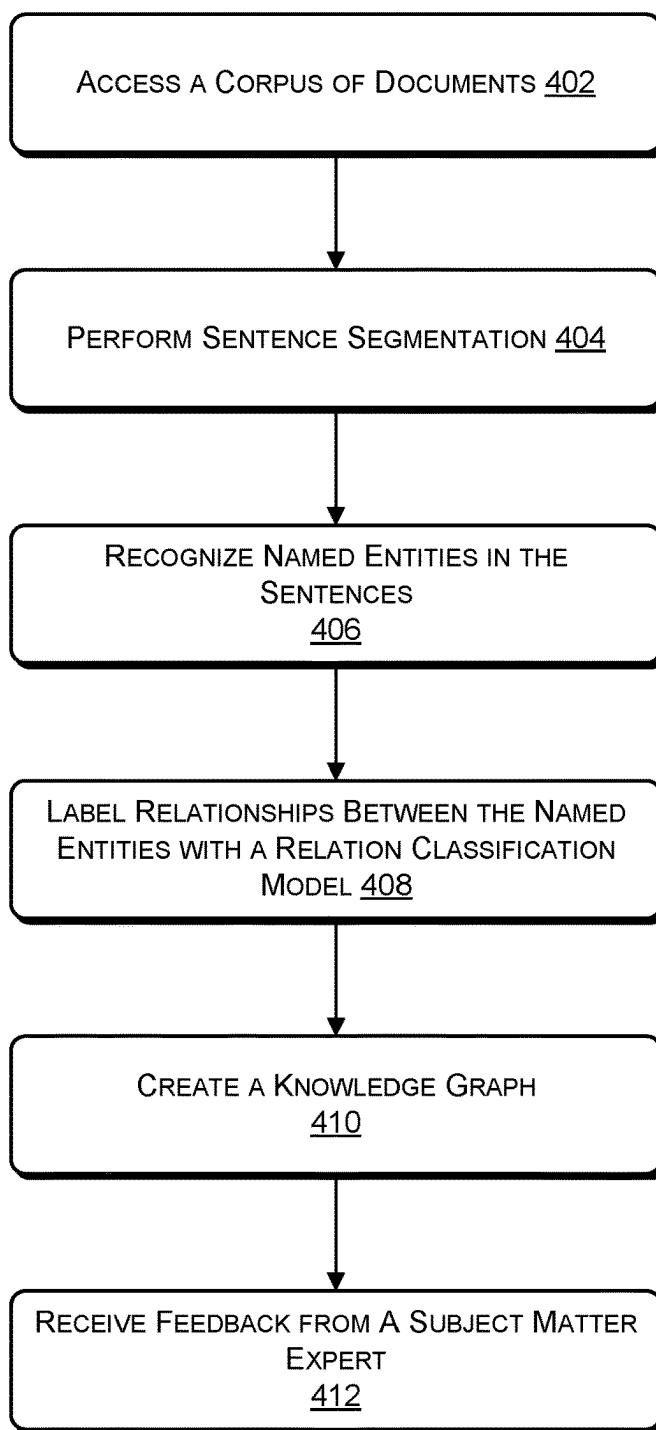 ACCESS A CORPUS OF DOCUMENTS 402
PERFORM SENTENCE SEGMENTATION 404
RECOGNIZE NAMED ENTITIES IN THE
SENTENCES
406
LABEL RELATIONSHIPS BETWEEN THE NAMED
ENTITIES WITH A RELATION CLASSIFICATION
MODEL 408
CREATE A KNOWLEDGE GRAPH
410
RECEIVE FEEDBACK FROM A SUBJECT MATTER
EXPERT
412